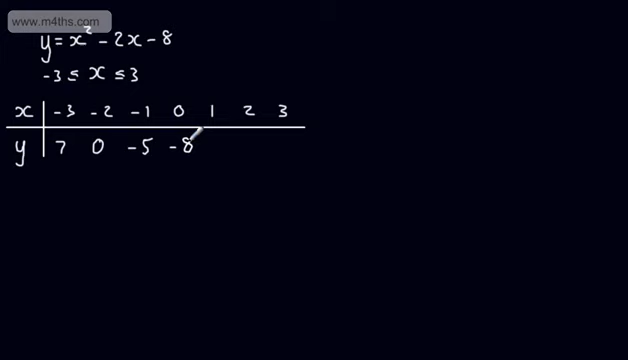 www.m4ths.com
y = x² - 2x - 8
-3 ≤ x ≤ 3
x -3 -2 -1 0 1 2 3
y 7 0 -5 -8